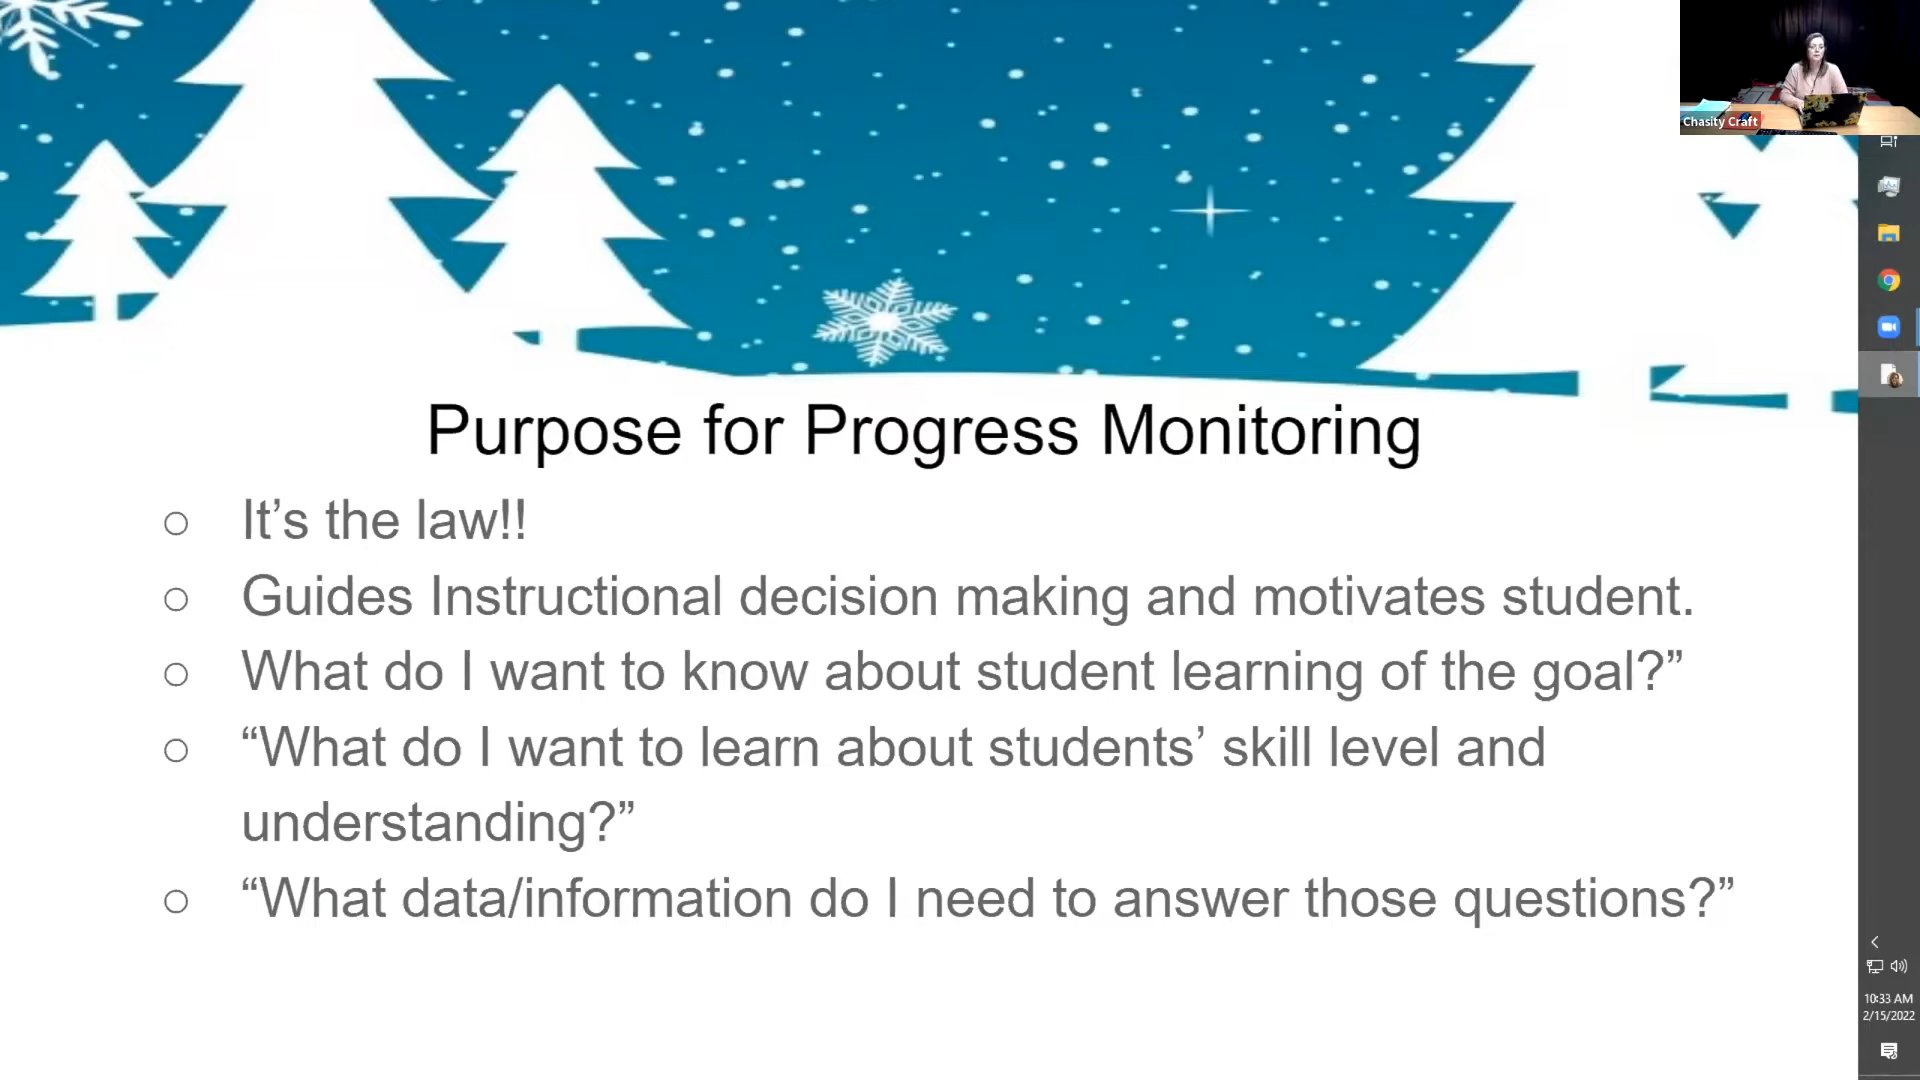 Chasity Craft
Purpose for Progress Monitoring
It’s the law!!
Guides Instructional decision making and motivates student.
What do I want to know about student learning of the goal?”
“What do I want to learn about students’ skill level and
understanding?”
“What data/information do I need to answer those questions?”
10:33 AM
2/15/2022